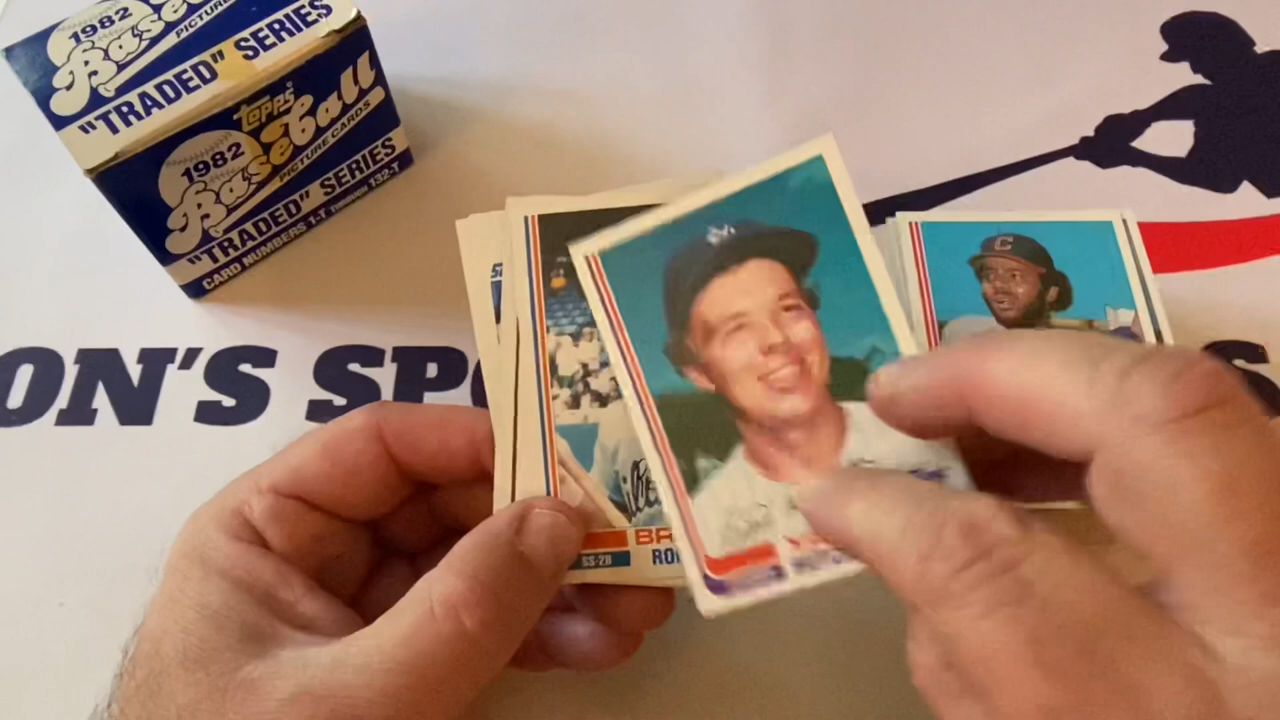 1982
Baseball
PICTURE
"TRADED" SERIES
TOPPS
1982
Baseball
PICTURE CARDS
"TRADED" SERIES
CARD NUMBERS 1-T THROUGH 132-T
ON'S SPO
C
BR
SS-2B
RO